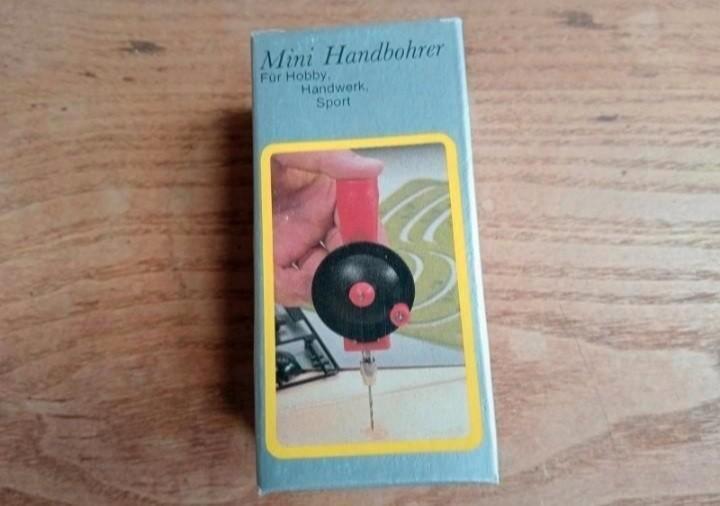 Mini Handbohrer
Für Hobby,
Handwerk,
Sport